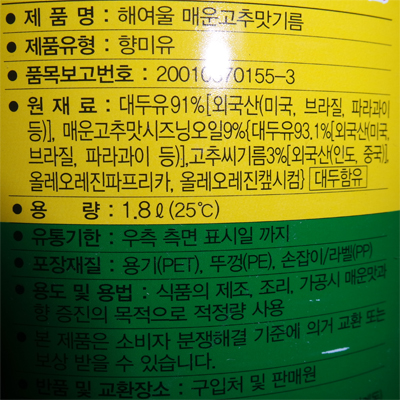 • 제 품 명 : 해여울 매운고추맛기름
• 제품유형 : 향미유
• 품목보고번호 : 20010370155-3
• 원 재 료 : 대두유91%[외국산(미국, 브라질, 파라과이
등)], 매운고추맛시즈닝오일9%{대두유93.1%[외국산(미국,
브라질, 파라과이 등)],고추씨기름3%[외국산(인도, 중국)],
올레오레진파프리카, 올레오레진캪시컴} 대두함유
• 용 량 : 1.8ℓ(25℃)
• 유통기한 : 우측 측면 표시일 까지
• 포장재질 : 용기(PET), 뚜껑(PE), 손잡이/라벨(PP)
• 용도 및 용법 : 식품의 제조, 조리, 가공시 매운맛과
향 증진의 목적으로 적정량 사용
• 본 제품은 소비자 분쟁해결 기준에 의거 교환 또는
보상 받을 수 있습니다.
• 반품 및 교환장소 : 구입처 및 판매원